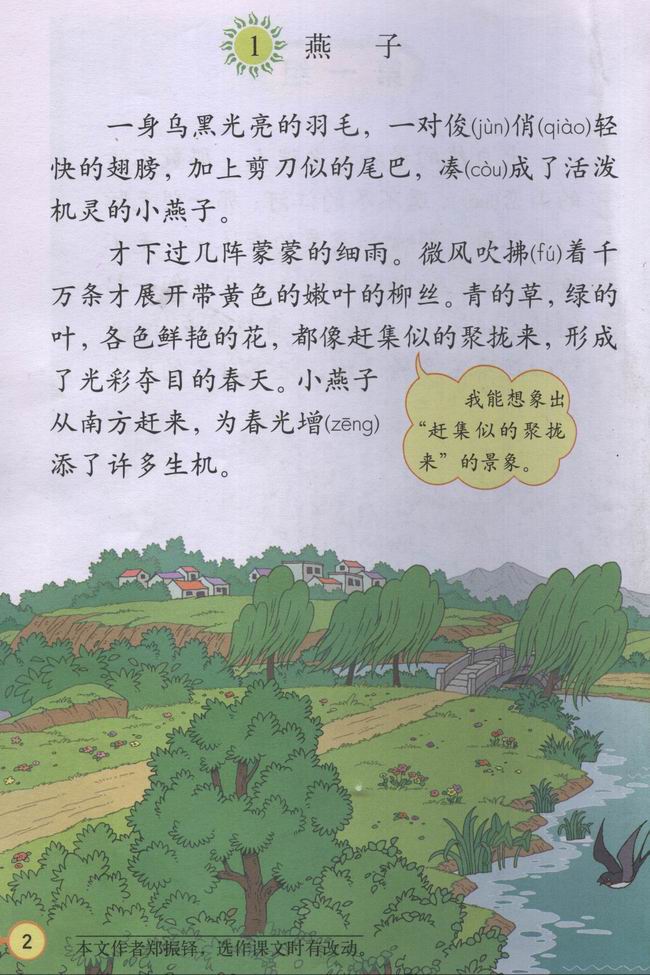 1 燕 子
一身乌黑光亮的羽毛，一对俊(jùn)俏(qiào)轻
快的翅膀，加上剪刀似的尾巴，凑(còu)成了活泼
机灵的小燕子。
才下过几阵蒙蒙的细雨。微风吹拂(fú)着千
万条才展开带黄色的嫩叶的柳丝。青的草，绿的
叶，各色鲜艳的花，都像赶集似的聚拢来，形成
了光彩夺目的春天。小燕子
从南方赶来，为春光增(zēng)
添了许多生机。
我能想象出
“赶集似的聚拢
来”的景象。
2
本文作者郑振铎，选作课文时有改动。